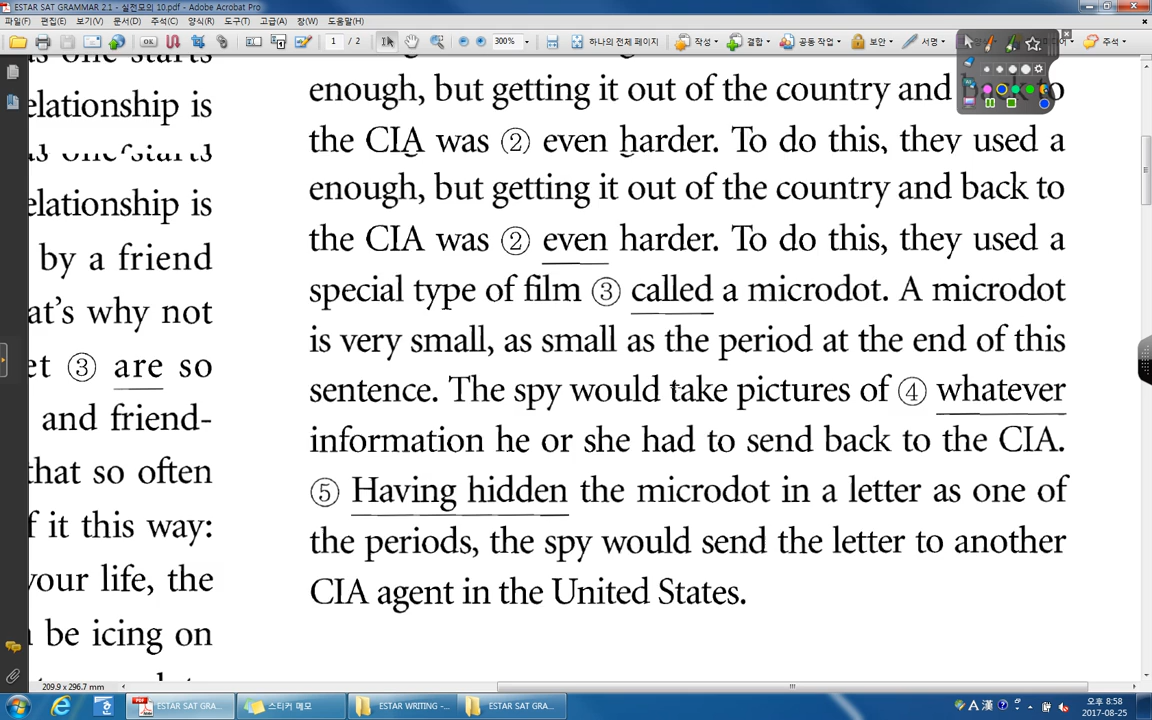 ESTAR SAT GRAMMAR 2.1 - 실전모의 10.pdf - Adobe Acrobat Pro
파일(F) 편집(E) 보기(V) 문서(D) 주석(C) 양식(R) 도구(T) 고급(A) 창(W) 도움말(H)
1 / 2 300% 하나의 전체 페이지 작성 결합 공동 작업 보안 서명 주석
elationship is
elationship is
by a friend
at's why not
et ③ are so
and friend-
that so often
f it this way:
your life, the
be icing on
enough, but getting it out of the country and back to
the CIA was ② even harder. To do this, they used a
enough, but getting it out of the country and back to
the CIA was ② even harder. To do this, they used a
special type of film ③ called a microdot. A microdot
is very small, as small as the period at the end of this
sentence. The spy would take pictures of ④ whatever
information he or she had to send back to the CIA.
⑤ Having hidden the microdot in a letter as one of
the periods, the spy would send the letter to another
CIA agent in the United States.
209.9 x 296.7 mm
ESTAR SAT GRA... 스티커 메모 ESTAR WRITING -... ESTAR SAT GRA... A 漢 오후 8:58
2017-08-25